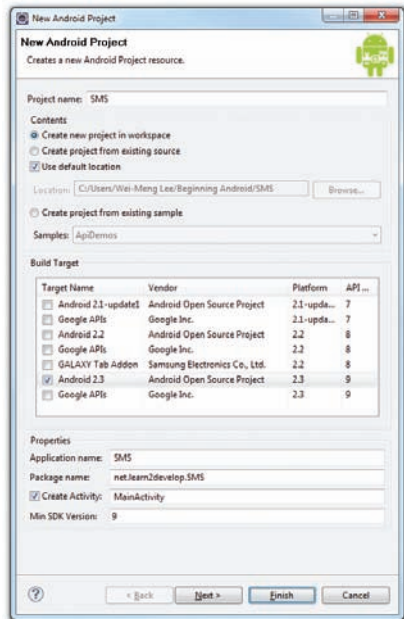 New Android Project
New Android Project
Creates a new Android Project resource.
Project name: SMS
Contents
Create new project in workspace
Create project from existing source
Use default location
Location: C:/Users/Wei-Meng Lee/Beginning Android/SMS Browse...
Create project from existing sample
Samples: ApiDemos
Build Target
Target Name Vendor Platform API ...
Android 2.1-update1 Android Open Source Project 2.1-upda... 7
Google APIs Google Inc. 2.1-upda... 7
Android 2.2 Android Open Source Project 2.2 8
Google APIs Google Inc. 2.2 8
GALAXY Tab Addon Samsung Electronics Co., Ltd. 2.2 8
Android 2.3 Android Open Source Project 2.3 9
Google APIs Google Inc. 2.3 9
Properties
Application name: SMS
Package name: net.learn2develop.SMS
Create Activity: MainActivity
Min SDK Version: 9
? < Back Next > Finish Cancel